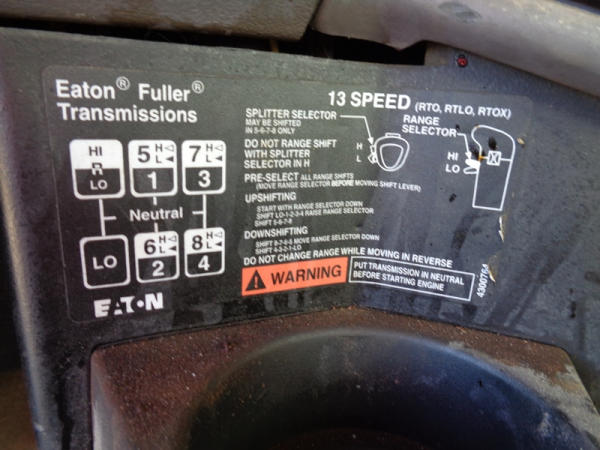 Eaton® Fuller®
Transmissions
HI
R
LO
5 H L
1
7 H L
3
Neutral
LO
6 H L
2
8 H L
4
EATON
13 SPEED (RTO, RTLO, RTOX)
SPLITTER SELECTOR
MAY BE SHIFTED
IN 5-6-7-8 ONLY
H
L
RANGE
SELECTOR
HI
LO
DO NOT RANGE SHIFT
WITH SPLITTER
SELECTOR IN H
PRE-SELECT ALL RANGE SHIFTS
(MOVE RANGE SELECTOR BEFORE MOVING SHIFT LEVER)
UPSHIFTING
START WITH RANGE SELECTOR DOWN
SHIFT LO-1-2-3-4 RAISE RANGE SELECTOR
SHIFT 5-6-7-8
DOWNSHIFTING
SHIFT 8-7-6-5 MOVE RANGE SELECTOR DOWN
SHIFT 4-3-2-1-LO
DO NOT CHANGE RANGE WHILE MOVING IN REVERSE
WARNING
PUT TRANSMISSION IN NEUTRAL
BEFORE STARTING ENGINE
4300764